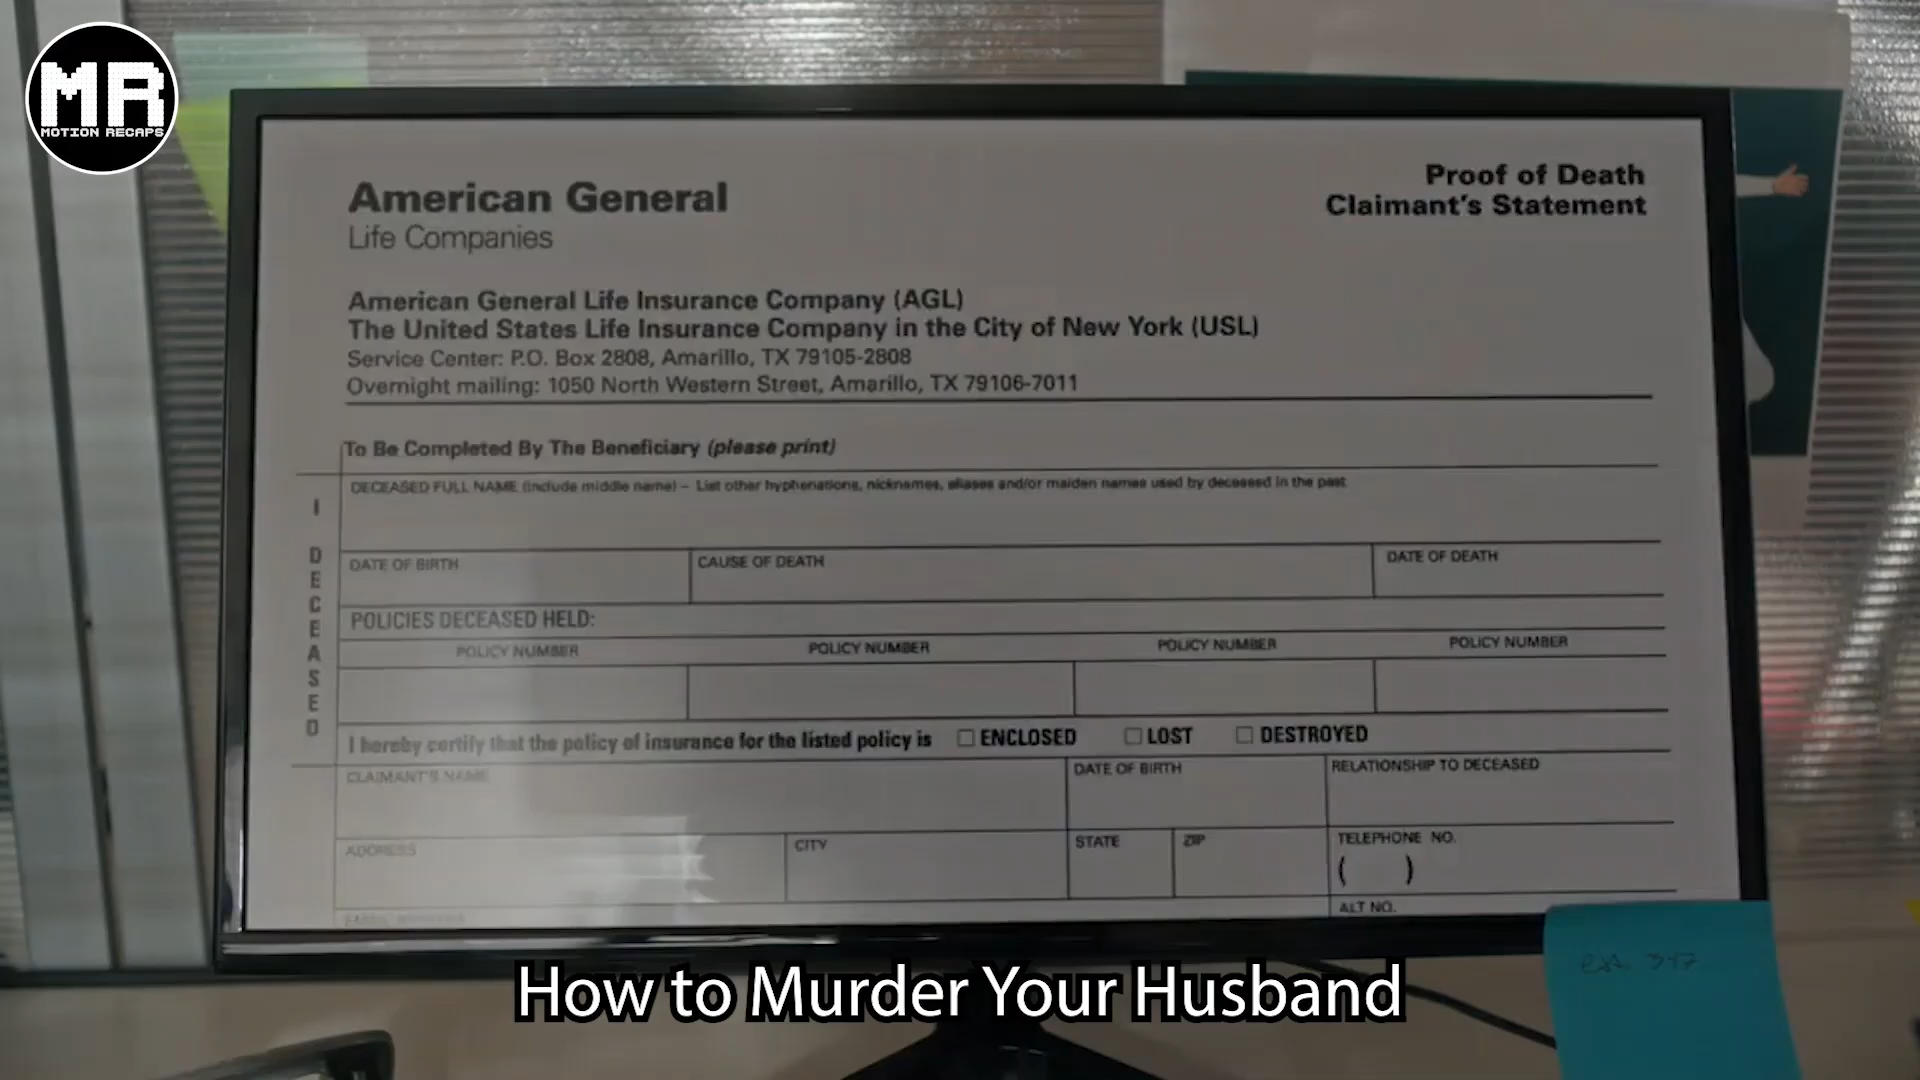 MR
MOTION RECAPS
American General
Life Companies
Proof of Death
Claimant's Statement
American General Life Insurance Company (AGL)
The United States Life Insurance Company in the City of New York (USL)
Service Center: P.O. Box 2808, Amarillo, TX 79105-2808
Overnight mailing: 1050 North Western Street, Amarillo, TX 79106-7011
To Be Completed By The Beneficiary (please print)
I DECEASED
DECEASED FULL NAME (include middle name) – List other hyphenations, nicknames, aliases and/or maiden names used by deceased in the past
DATE OF BIRTH CAUSE OF DEATH DATE OF DEATH
POLICIES DECEASED HELD:
POLICY NUMBER POLICY NUMBER POLICY NUMBER POLICY NUMBER
I hereby certify that the policy of insurance for the listed policy is ☐ ENCLOSED ☐ LOST ☐ DESTROYED
CLAIMANT'S NAME DATE OF BIRTH RELATIONSHIP TO DECEASED
ADDRESS CITY STATE ZIP TELEPHONE NO.
( )
ALT NO.
ext. 347
How to Murder Your Husband